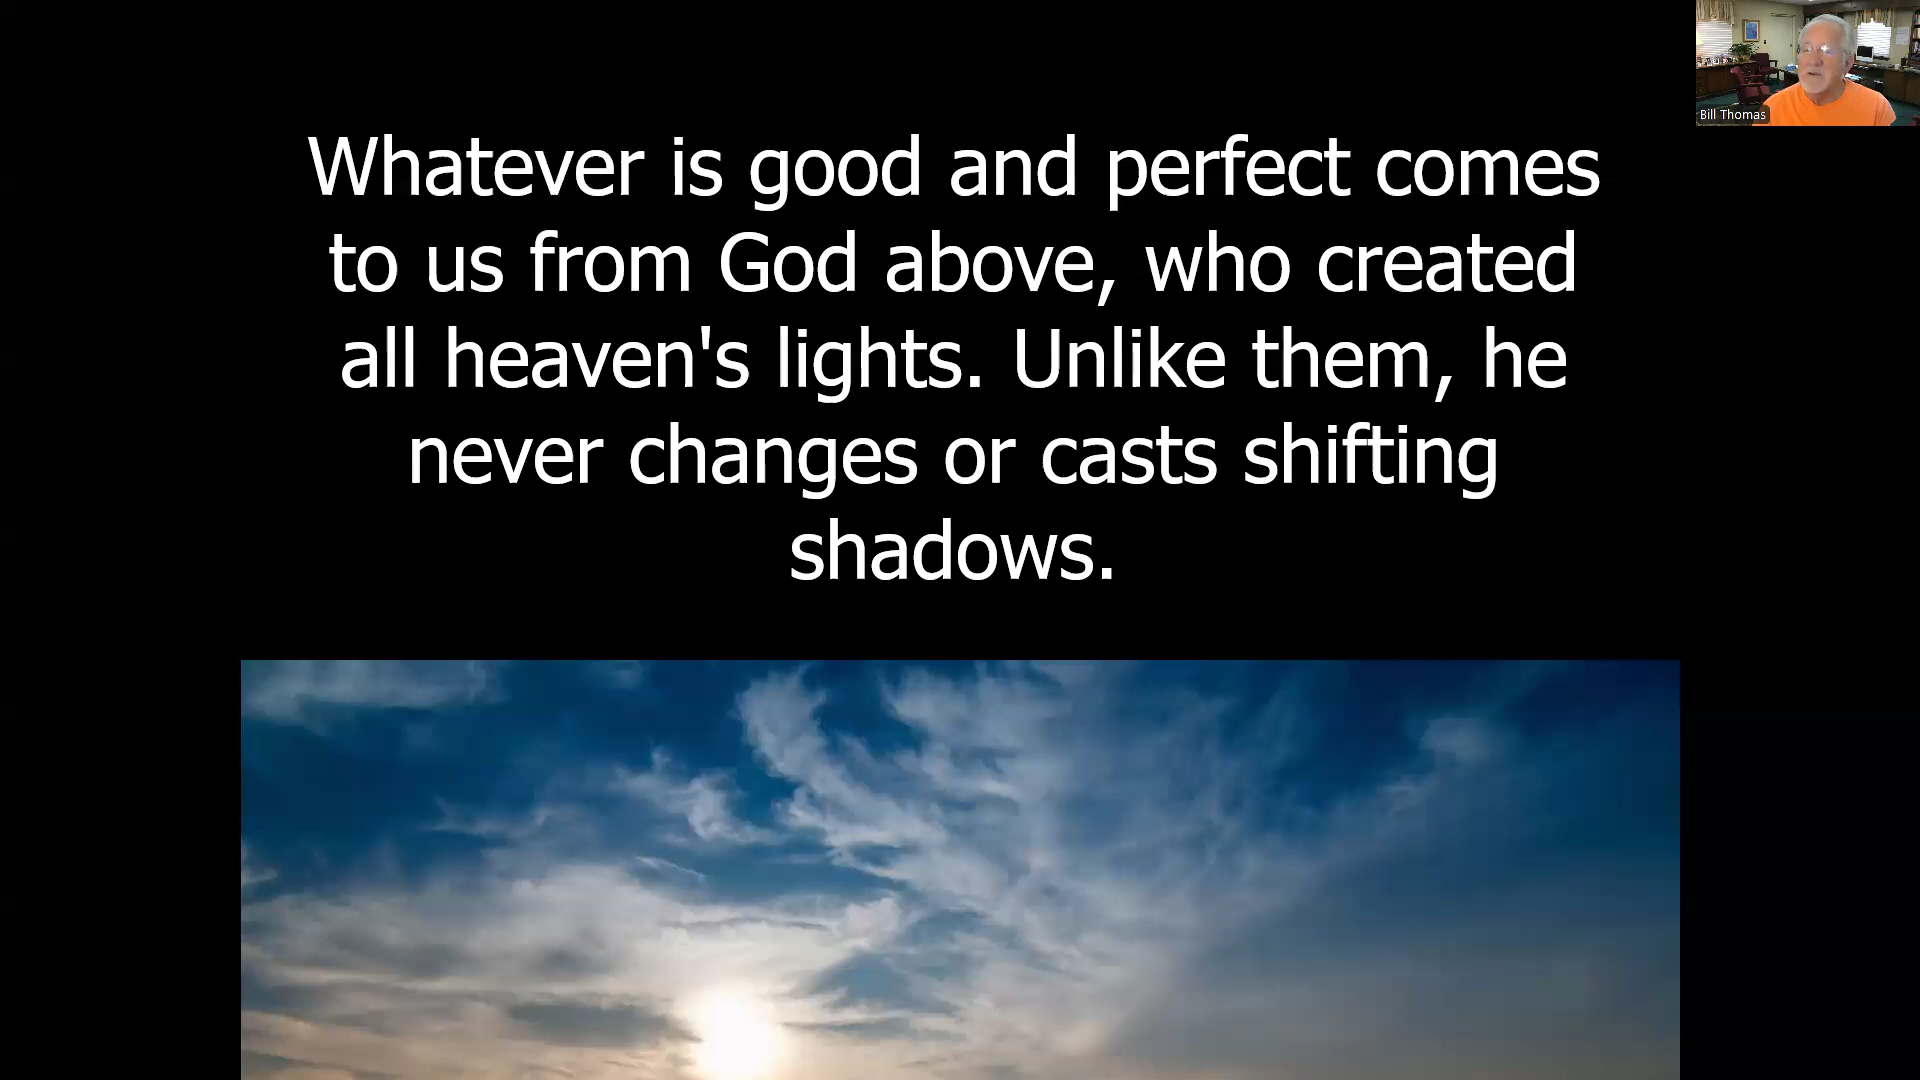 Whatever is good and perfect comes
to us from God above, who created
all heaven's lights. Unlike them, he
never changes or casts shifting
shadows.
Bill Thomas